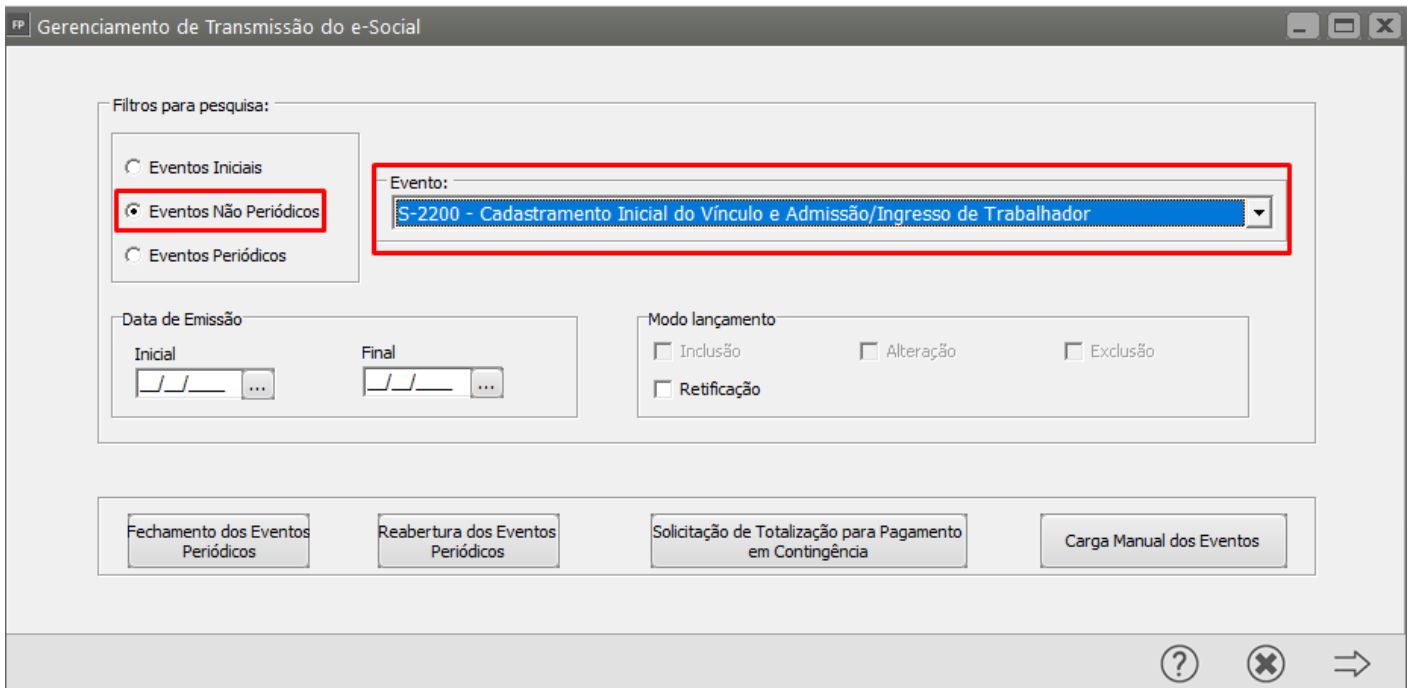 FP Gerenciamento de Transmissão do e-Social
Filtros para pesquisa:
Eventos Iniciais
Eventos Não Periódicos
Eventos Periódicos
Evento:
S-2200 - Cadastramento Inicial do Vínculo e Admissão/Ingresso de Trabalhador
Data de Emissão
Inicial
Final
__/__/____ ...
__/__/____ ...
Modo lançamento
Inclusão
Alteração
Exclusão
Retificação
Fechamento dos Eventos
Periódicos
Reabertura dos Eventos
Periódicos
Solicitação de Totalização para Pagamento
em Contingência
Carga Manual dos Eventos
?